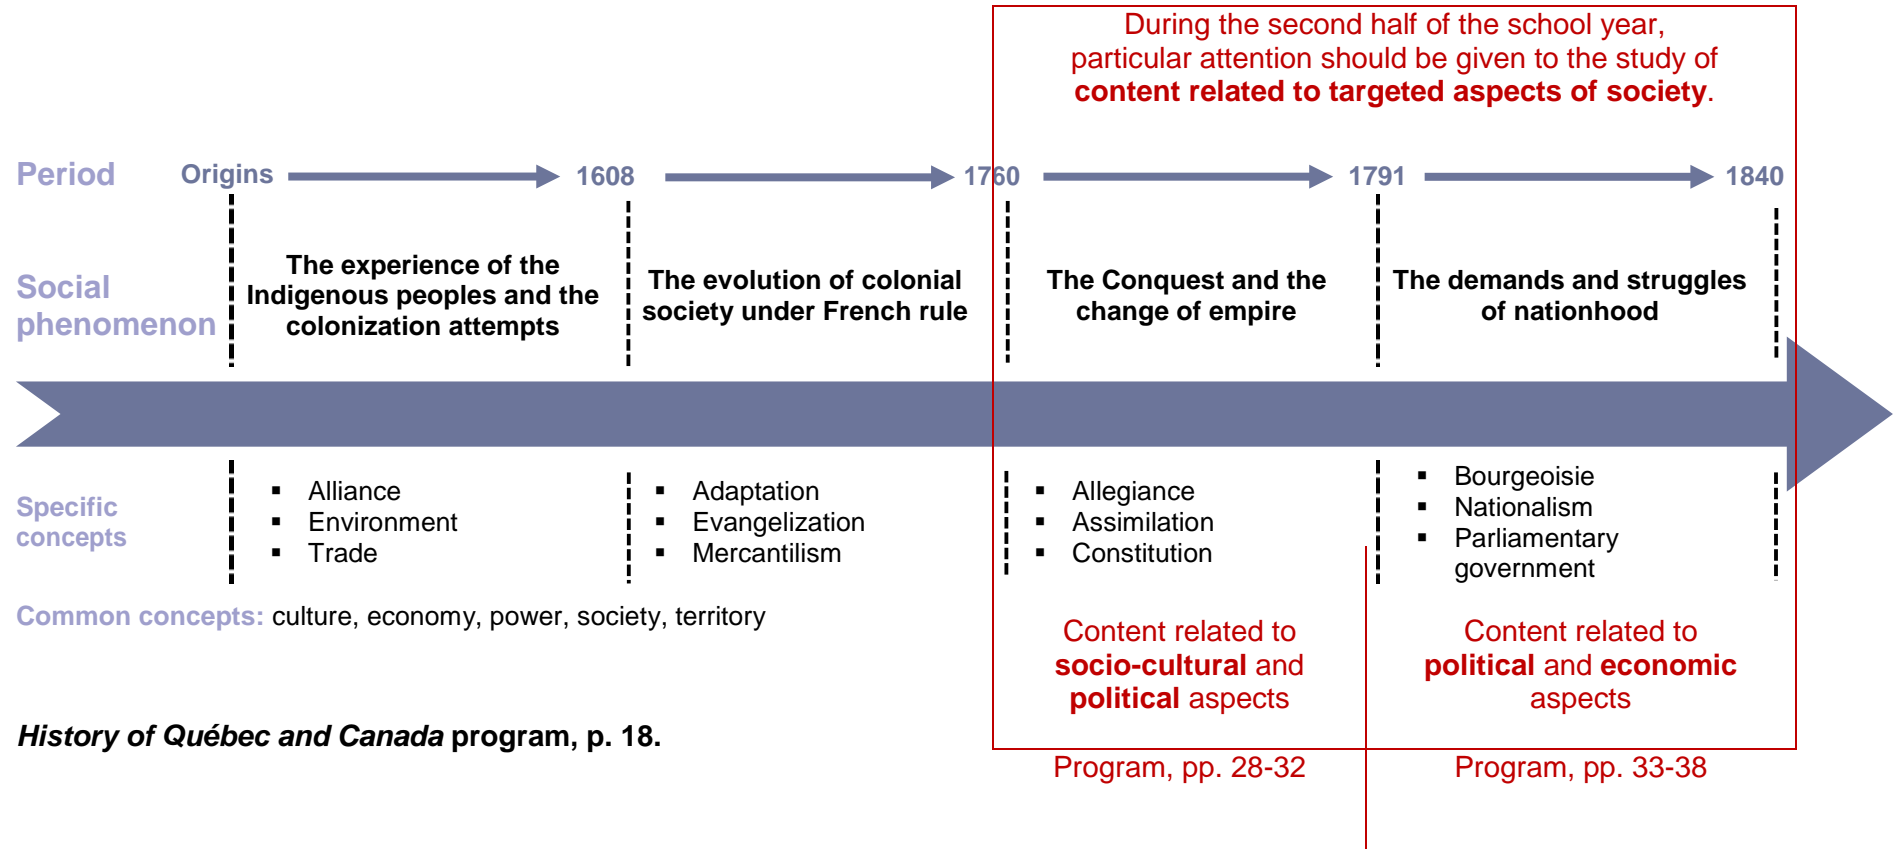 During the second half of the school year,
particular attention should be given to the study of
content related to targeted aspects of society.
Period
Origins
1608
1760
1791
1840
Social
phenomenon
The experience of the
Indigenous peoples and the
colonization attempts
The evolution of colonial
society under French rule
The Conquest and the
change of empire
The demands and struggles
of nationhood
Specific
concepts
▪ Alliance
▪ Environment
▪ Trade
▪ Adaptation
▪ Evangelization
▪ Mercantilism
▪ Allegiance
▪ Assimilation
▪ Constitution
▪ Bourgeoisie
▪ Nationalism
▪ Parliamentary
government
Common concepts: culture, economy, power, society, territory
Content related to
socio-cultural and
political aspects
Content related to
political and economic
aspects
History of Québec and Canada program, p. 18.
Program, pp. 28-32
Program, pp. 33-38